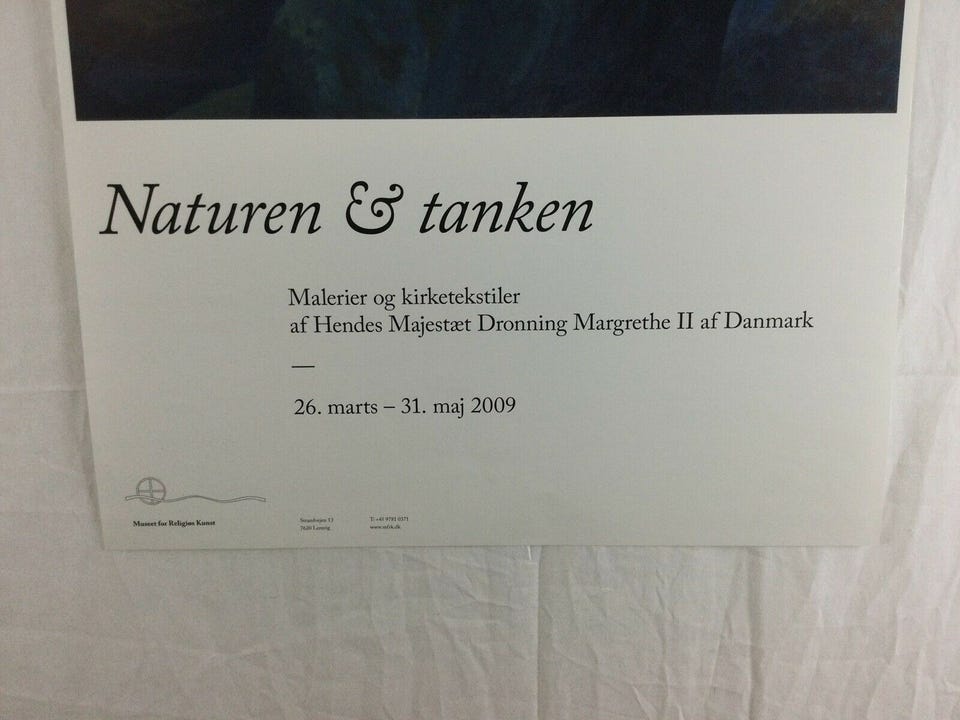 Naturen & tanken
Malerier og kirketekstiler
af Hendes Majestæt Dronning Margrethe II af Danmark
—
26. marts – 31. maj 2009
Museet for Religiøs Kunst
Strandvejen 13
7620 Lemvig